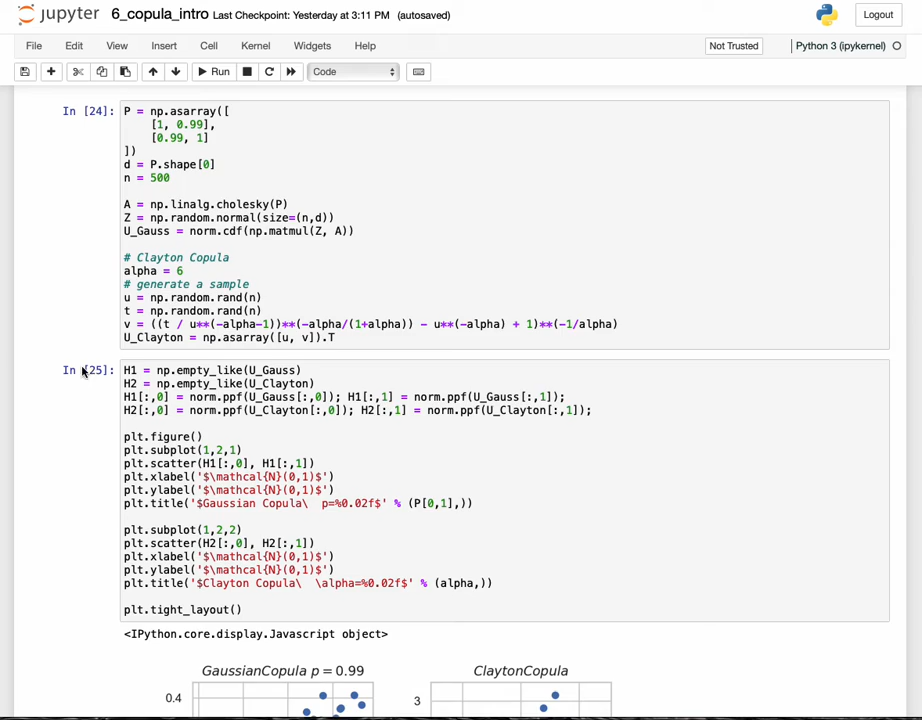 jupyter 6_copula_intro Last Checkpoint: Yesterday at 3:11 PM (autosaved) Logout
File Edit View Insert Cell Kernel Widgets Help Not Trusted Python 3 (ipykernel)
Run Code
In [24]: P = np.asarray([
[1, 0.99],
[0.99, 1]
])
d = P.shape[0]
n = 500
A = np.linalg.cholesky(P)
Z = np.random.normal(size=(n,d))
U_Gauss = norm.cdf(np.matmul(Z, A))
# Clayton Copula
alpha = 6
# generate a sample
u = np.random.rand(n)
t = np.random.rand(n)
v = ((t / u**(-alpha-1))**(-alpha/(1+alpha)) - u**(-alpha) + 1)**(-1/alpha)
U_Clayton = np.asarray([u, v]).T
In [25]: H1 = np.empty_like(U_Gauss)
H2 = np.empty_like(U_Clayton)
H1[:,0] = norm.ppf(U_Gauss[:,0]); H1[:,1] = norm.ppf(U_Gauss[:,1]);
H2[:,0] = norm.ppf(U_Clayton[:,0]); H2[:,1] = norm.ppf(U_Clayton[:,1]);
plt.figure()
plt.subplot(1,2,1)
plt.scatter(H1[:,0], H1[:,1])
plt.xlabel('$\mathcal{N}(0,1)$')
plt.ylabel('$\mathcal{N}(0,1)$')
plt.title('$Gaussian Copula\  p=%0.02f$' % (P[0,1],))
plt.subplot(1,2,2)
plt.scatter(H2[:,0], H2[:,1])
plt.xlabel('$\mathcal{N}(0,1)$')
plt.ylabel('$\mathcal{N}(0,1)$')
plt.title('$Clayton Copula\  \alpha=%0.02f$' % (alpha,))
plt.tight_layout()
<IPython.core.display.Javascript object>
GaussianCopula p = 0.99 ClaytonCopula
0.4 3